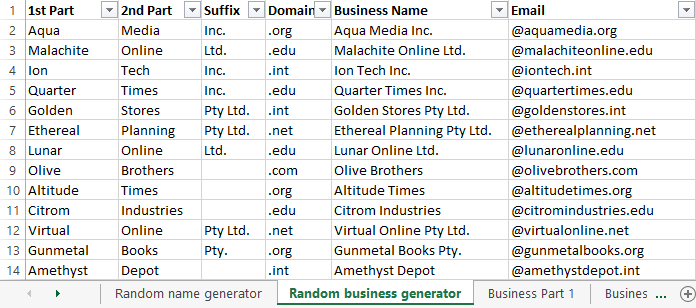 1 1st Part 2nd Part Suffix Domain Business Name Email
2 Aqua Media Inc. .org Aqua Media Inc. @aquamedia.org
3 Malachite Online Ltd. .edu Malachite Online Ltd. @malachiteonline.edu
4 Ion Tech Inc. .int Ion Tech Inc. @iontech.int
5 Quarter Times Inc. .edu Quarter Times Inc. @quartertimes.edu
6 Golden Stores Pty Ltd. .int Golden Stores Pty Ltd. @goldenstores.int
7 Ethereal Planning Pty Ltd. .net Ethereal Planning Pty Ltd. @etherealplanning.net
8 Lunar Online Ltd. .edu Lunar Online Ltd. @lunaronline.edu
9 Olive Brothers .com Olive Brothers @olivebrothers.com
10 Altitude Times .org Altitude Times @altitudetimes.org
11 Citrom Industries .edu Citrom Industries @citromindustries.edu
12 Virtual Online Pty Ltd. .net Virtual Online Pty Ltd. @virtualonline.net
13 Gunmetal Books Pty. .org Gunmetal Books Pty. @gunmetalbooks.org
14 Amethyst Depot .int Amethyst Depot @amethystdepot.int
Random name generator Random business generator Business Part 1 Busines ...